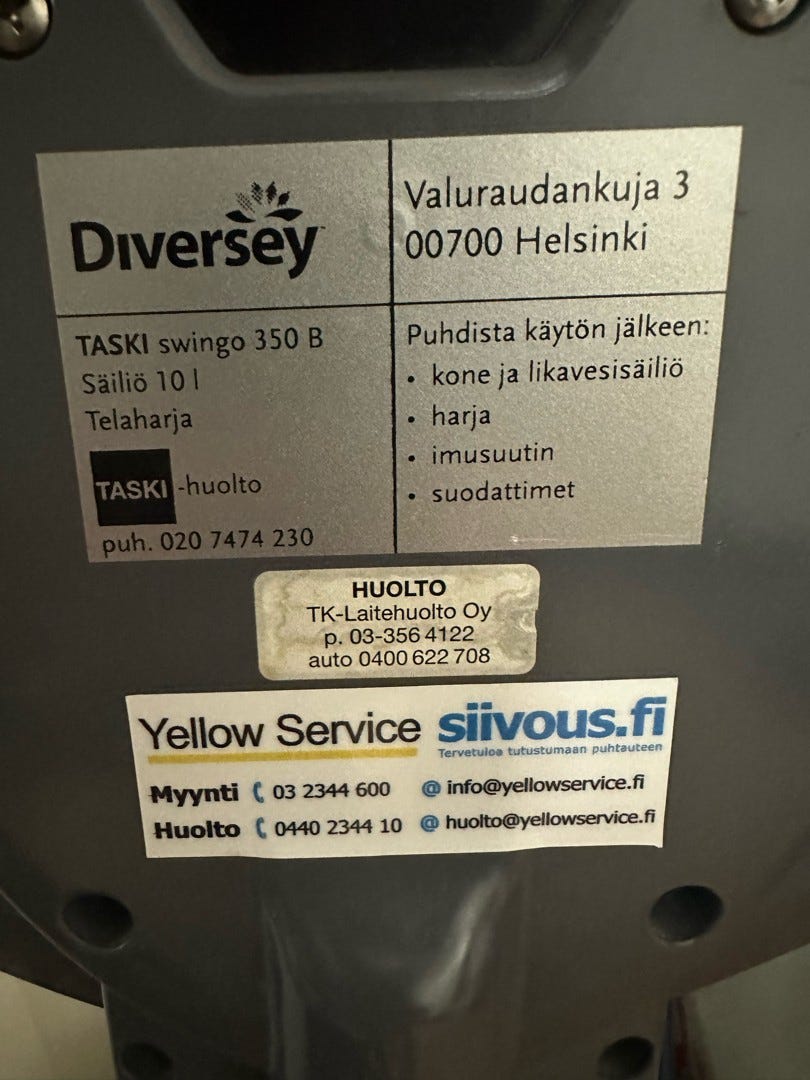 Diversey™
Valuraudankuja 3
00700 Helsinki
TASKI swingo 350 B
Säiliö 10 l
Telaharja
TASKI -huolto
puh. 020 7474 230
Puhdista käytön jälkeen:
• kone ja likavesisäiliö
• harja
• imusuutin
• suodattimet
HUOLTO
TK-Laitehuolto Oy
p. 03-356 4122
auto 0400 622 708
Yellow Service
siivous.fi
Tervetuloa tutustumaan puhtauteen
Myynti 03 2344 600 @ info@yellowservice.fi
Huolto 0440 2344 10 @ huolto@yellowservice.fi